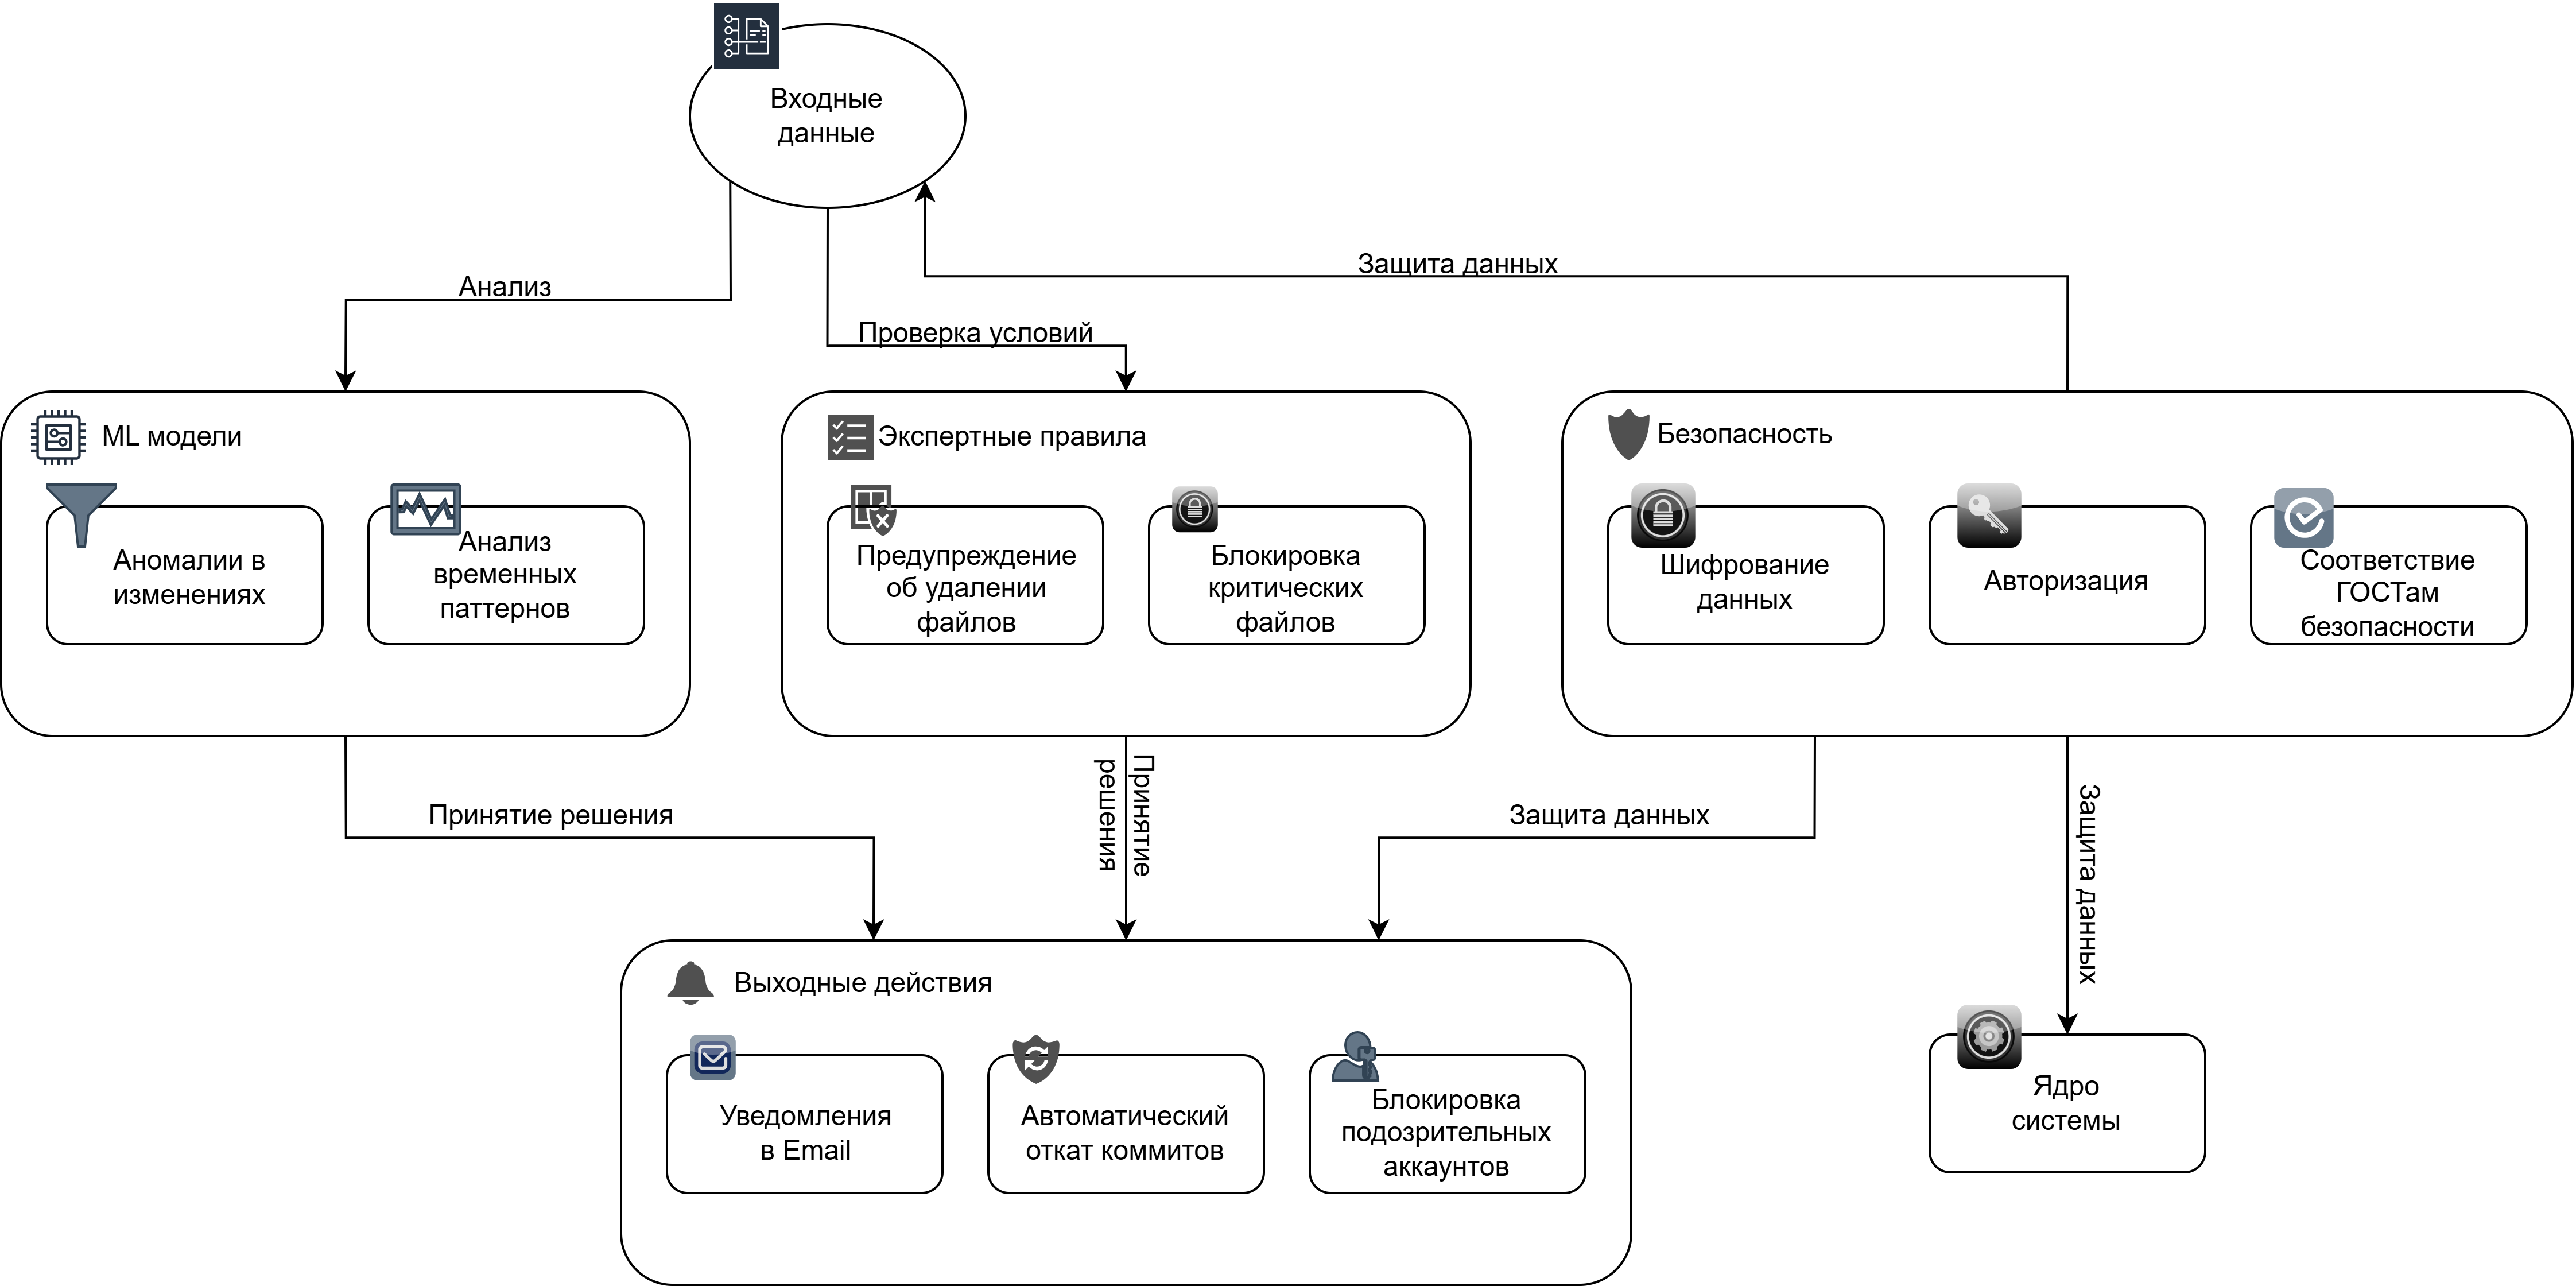 Входные
данные
Анализ
Проверка условий
Защита данных
ML модели
Аномалии в
изменениях
Анализ
временных
паттернов
Экспертные правила
Предупреждение
об удалении
файлов
Блокировка
критических
файлов
Безопасность
Шифрование
данных
Авторизация
Соответствие
ГОСТам
безопасности
Принятие решения
Принятие
решения
Защита данных
Защита данных
Выходные действия
Уведомления
в Email
Автоматический
откат коммитов
Блокировка
подозрительных
аккаунтов
Ядро
системы